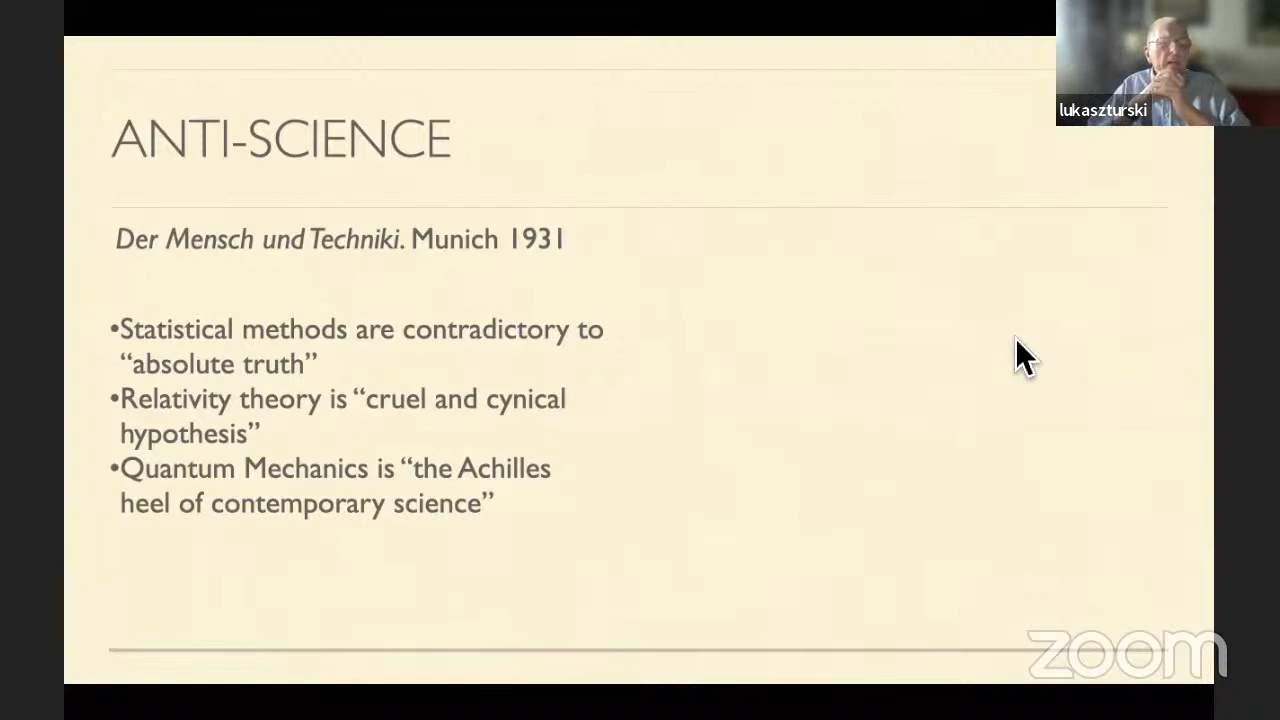 lukaszturski
ANTI-SCIENCE
Der Mensch und Techniki. Munich 1931
•Statistical methods are contradictory to
“absolute truth”
•Relativity theory is “cruel and cynical
hypothesis”
•Quantum Mechanics is “the Achilles
heel of contemporary science”
zoom